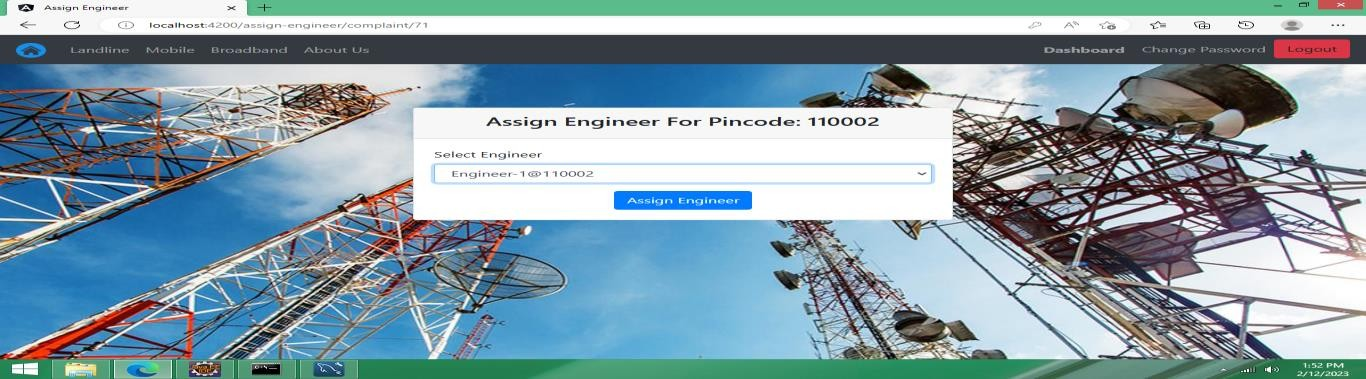 Assign Engineer
localhost:4200/assign-engineer/complaint/71
Landline Mobile Broadband About Us Dashboard Change Password Logout
Assign Engineer For Pincode: 110002
Select Engineer
Engineer-1@110002
Assign Engineer
1:52 PM
2/12/2023